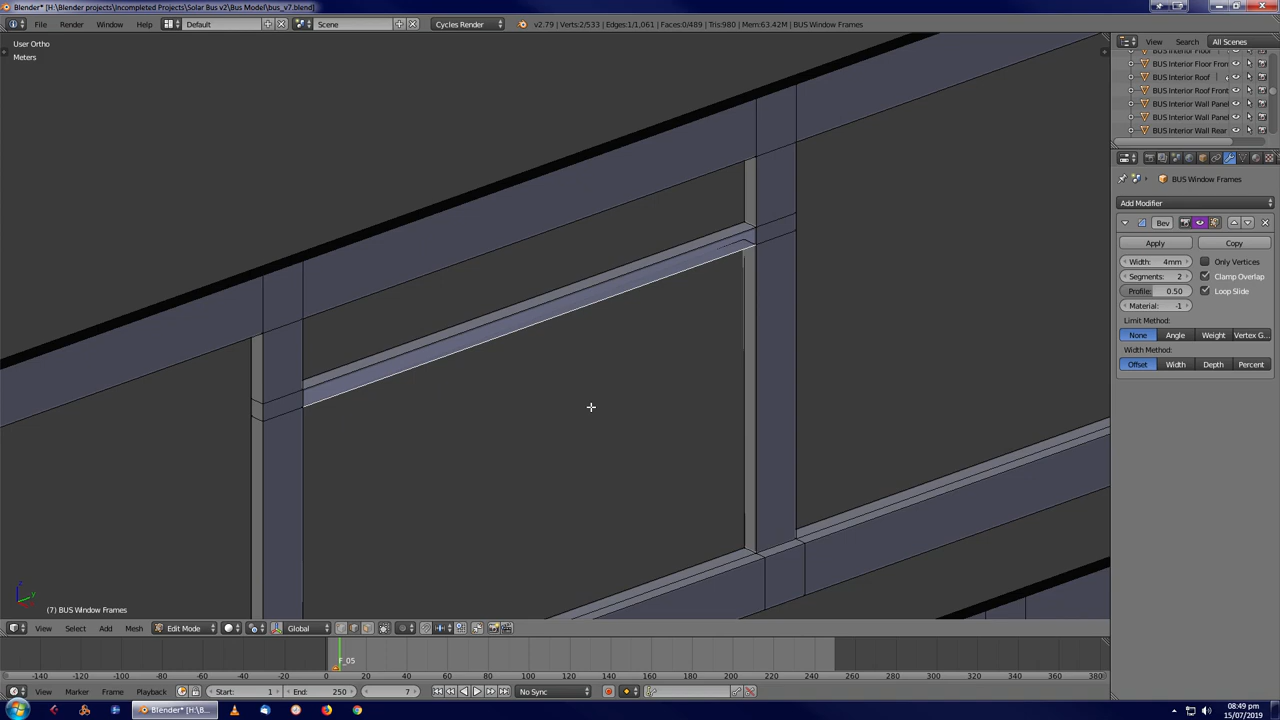 Blender* [H:\Blender projects\Incompleted Projects\Solar Bus v2\Bus Model\bus_v7.blend]
File Render Window Help Default Scene Cycles Render v2.79 | Verts:2/533 | Edges:1/1,061 | Faces:0/489 | Tris:980 | Mem:63.42M | BUS Window Frames
View Search All Scenes
User Ortho
Meters
BUS Interior Floor
BUS Interior Floor Fron
BUS Interior Roof
BUS Interior Roof Front
BUS Interior Wall Panel
BUS Interior Wall Panel
BUS Interior Wall Rear
BUS Window Frames
Add Modifier
Bev
Apply Copy
Width: 4mm Only Vertices
Segments: 2 Clamp Overlap
Profile: 0.50 Loop Slide
Material: -1
Limit Method:
None Angle Weight Vertex G...
Width Method:
Offset Width Depth Percent
(7) BUS Window Frames
View Select Add Mesh Edit Mode Global
F_05
-140 -120 -100 -80 -60 -40 -20 0 20 40 60 80 100 120 140 160 180 200 220 240 260 280 300 320 340 360 380
View Marker Frame Playback Start: 1 End: 250 7 No Sync
Blender* [H:\B...
08:49 pm
15/07/2019